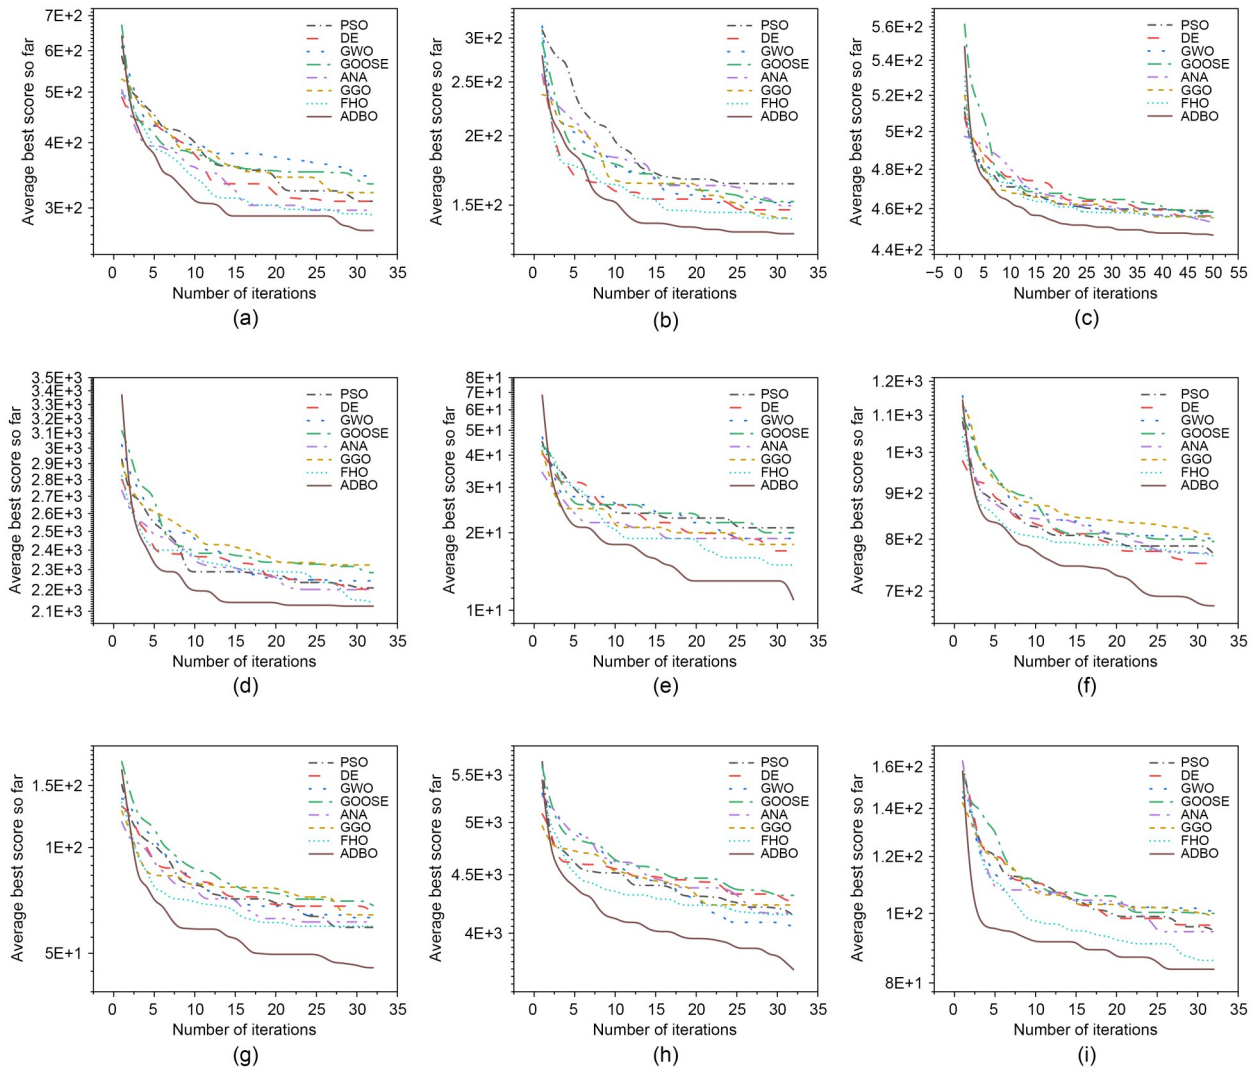 Average best score so far
7E+2
6E+2
5E+2
4E+2
3E+2
PSO
DE
GWO
GOOSE
ANA
GGO
FHO
ADBO
0 5 10 15 20 25 30 35
Number of iterations
(a)
Average best score so far
3E+2
2.5E+2
2E+2
1.5E+2
PSO
DE
GWO
GOOSE
ANA
GGO
FHO
ADBO
0 5 10 15 20 25 30 35
Number of iterations
(b)
Average best score so far
5.6E+2
5.4E+2
5.2E+2
5E+2
4.8E+2
4.6E+2
4.4E+2
PSO
DE
GWO
GOOSE
ANA
GGO
FHO
ADBO
−5 0 5 10 15 20 25 30 35 40 45 50 55
Number of iterations
(c)
Average best score so far
3.5E+3
3.4E+3
3.3E+3
3.2E+3
3.1E+3
3E+3
2.9E+3
2.8E+3
2.7E+3
2.6E+3
2.5E+3
2.4E+3
2.3E+3
2.2E+3
2.1E+3
PSO
DE
GWO
GOOSE
ANA
GGO
FHO
ADBO
0 5 10 15 20 25 30 35
Number of iterations
(d)
Average best score so far
8E+1
7E+1
6E+1
5E+1
4E+1
3E+1
2E+1
1E+1
PSO
DE
GWO
GOOSE
ANA
GGO
FHO
ADBO
0 5 10 15 20 25 30 35
Number of iterations
(e)
Average best score so far
1.2E+3
1.1E+3
1E+3
9E+2
8E+2
7E+2
PSO
DE
GWO
GOOSE
ANA
GGO
FHO
ADBO
0 5 10 15 20 25 30 35
Number of iterations
(f)
Average best score so far
1.5E+2
1E+2
5E+1
PSO
DE
GWO
GOOSE
ANA
GGO
FHO
ADBO
0 5 10 15 20 25 30 35
Number of iterations
(g)
Average best score so far
5.5E+3
5E+3
4.5E+3
4E+3
PSO
DE
GWO
GOOSE
ANA
GGO
FHO
ADBO
0 5 10 15 20 25 30 35
Number of iterations
(h)
Average best score so far
1.6E+2
1.4E+2
1.2E+2
1E+2
8E+1
PSO
DE
GWO
GOOSE
ANA
GGO
FHO
ADBO
0 5 10 15 20 25 30 35
Number of iterations
(i)